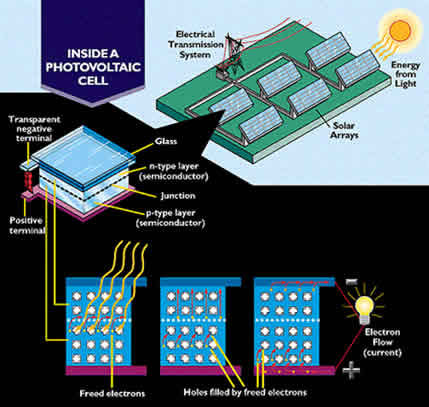 INSIDE A
PHOTOVOLTAIC
CELL
Electrical
Transmission
System
Energy
from
Light
Solar
Arrays
Transparent
negative
terminal
Glass
n-type layer
(semiconductor)
Junction
p-type layer
(semiconductor)
Positive
terminal
−
+
Electron
Flow
(current)
Freed electrons
Holes filled by freed electrons